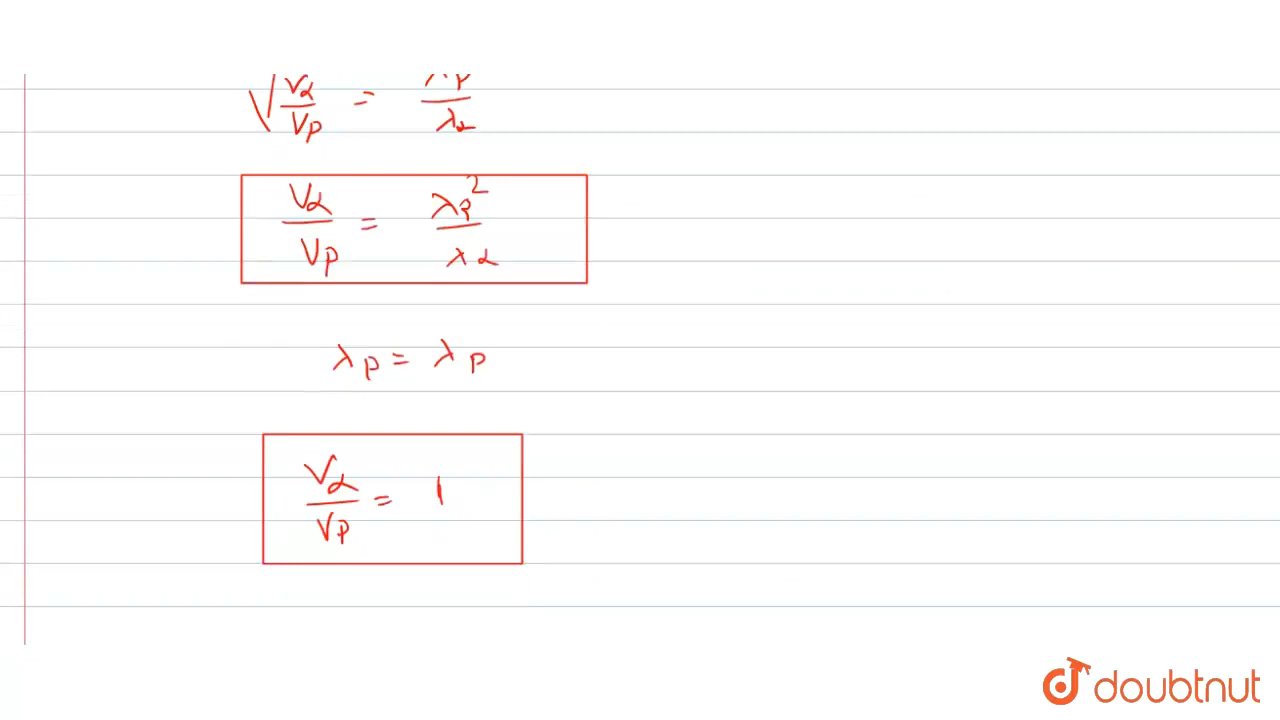 √(Vα/Vp) = λp/λα
Vα/Vp = λp²/λα
λp = λp
Vα/Vp = 1
doubtnut